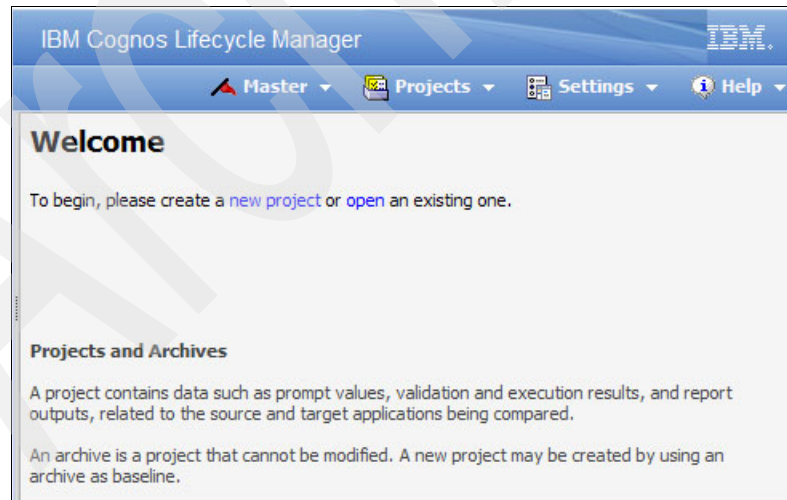 IBM Cognos Lifecycle Manager
IBM.
Master
Projects
Settings
Help
Welcome
To begin, please create a new project or open an existing one.
Projects and Archives
A project contains data such as prompt values, validation and execution results, and report
outputs, related to the source and target applications being compared.
An archive is a project that cannot be modified. A new project may be created by using an
archive as baseline.